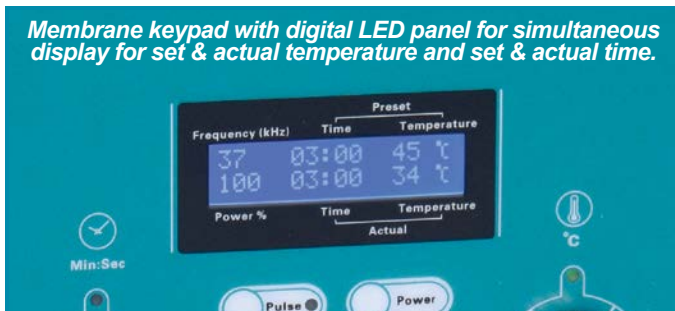 Membrane keypad with digital LED panel for simultaneous
display for set & actual temperature and set & actual time.
Preset
Frequency (kHz) Time Temperature
37 03:00 45 ℃
100 03:00 34 ℃
Power % Time Temperature
Actual
°C
Min:Sec
Pulse Power